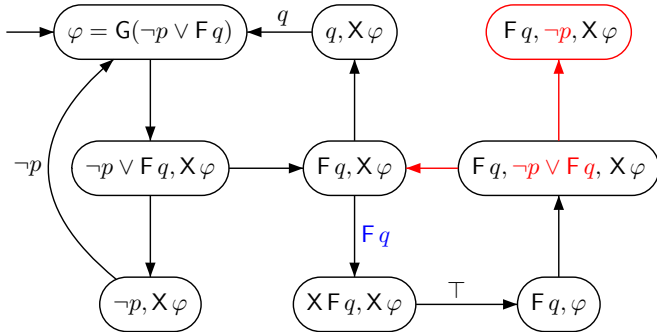 φ = G(¬p ∨ F q)
q
q, X φ
F q, ¬p, X φ
¬p
¬p ∨ F q, X φ
F q, X φ
F q, ¬p ∨ F q, X φ
F q
¬p, X φ
X F q, X φ
⊤
F q, φ